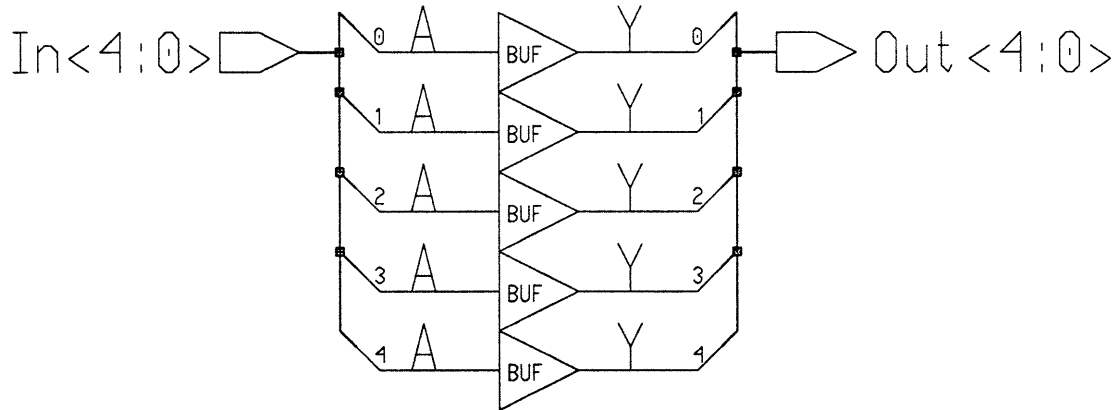 In<4:0> 0 A BUF Y 0 Out<4:0>
1 A BUF Y 1
2 A BUF Y 2
3 A BUF Y 3
4 A BUF Y 4